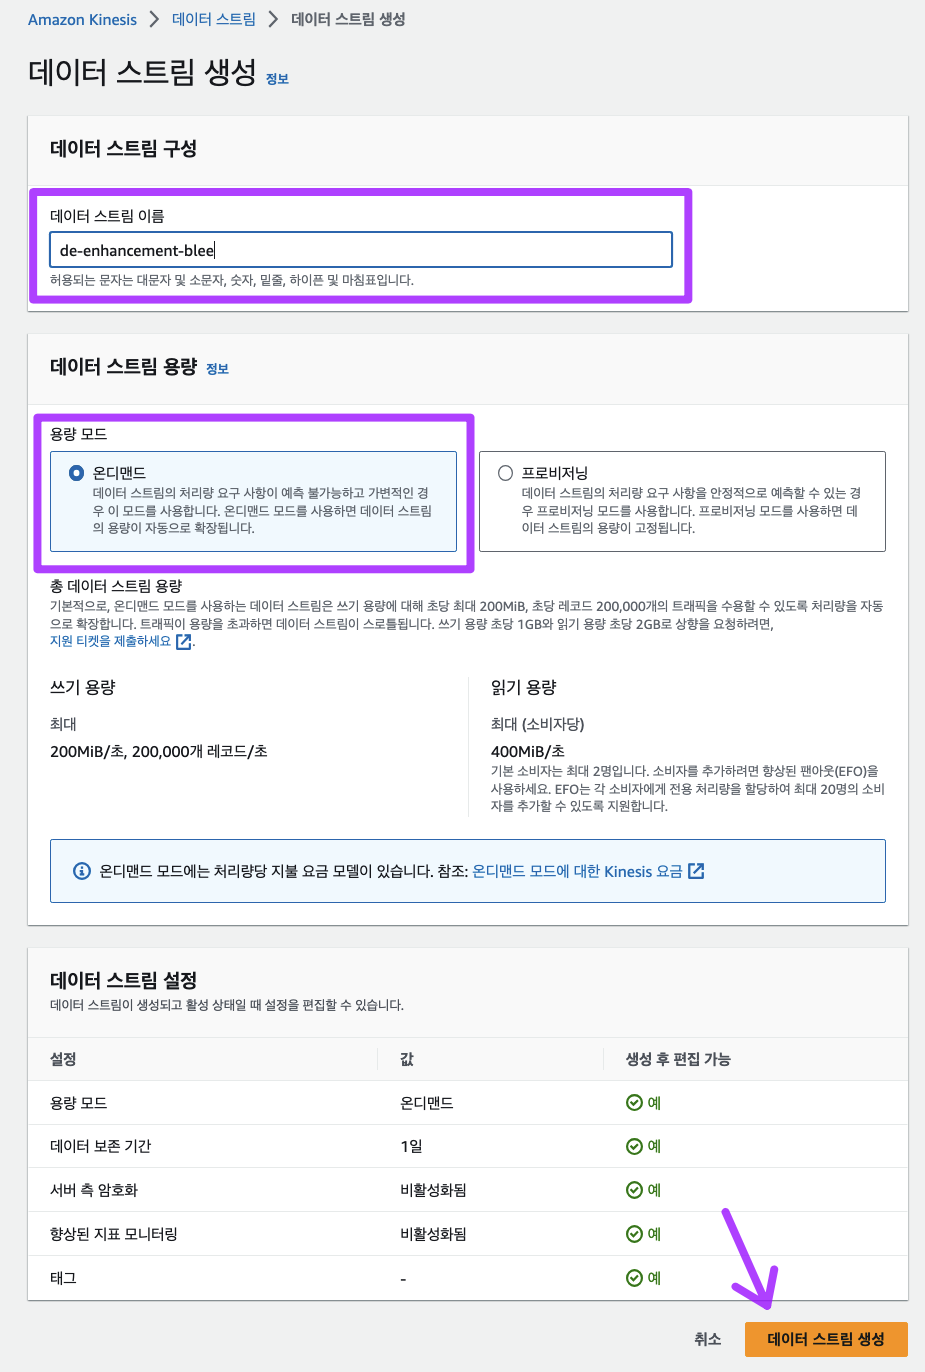 Amazon Kinesis > 데이터 스트림 > 데이터 스트림 생성
데이터 스트림 생성 정보
데이터 스트림 구성
데이터 스트림 이름
de-enhancement-blee
허용되는 문자는 대문자 및 소문자, 숫자, 밑줄, 하이픈 및 마침표입니다.
데이터 스트림 용량 정보
용량 모드
온디맨드
데이터 스트림의 처리량 요구 사항이 예측 불가능하고 가변적인 경
우 이 모드를 사용합니다. 온디맨드 모드를 사용하면 데이터 스트림
의 용량이 자동으로 확장됩니다.
프로비저닝
데이터 스트림의 처리량 요구 사항을 안정적으로 예측할 수 있는 경
우 프로비저닝 모드를 사용합니다. 프로비저닝 모드를 사용하면 데
이터 스트림의 용량이 고정됩니다.
총 데이터 스트림 용량
기본적으로, 온디맨드 모드를 사용하는 데이터 스트림은 쓰기 용량에 대해 초당 최대 200MiB, 초당 레코드 200,000개의 트래픽을 수용할 수 있도록 처리량을 자동
으로 확장합니다. 트래픽이 용량을 초과하면 데이터 스트림이 스로틀됩니다. 쓰기 용량 초당 1GB와 읽기 용량 초당 2GB로 상향을 요청하려면,
지원 티켓을 제출하세요.
쓰기 용량
최대
200MiB/초, 200,000개 레코드/초
읽기 용량
최대 (소비자당)
400MiB/초
기본 소비자는 최대 2명입니다. 소비자를 추가하려면 향상된 팬아웃(EFO)을
사용하세요. EFO는 각 소비자에게 전용 처리량을 할당하여 최대 20명의 소비
자를 추가할 수 있도록 지원합니다.
온디맨드 모드에는 처리량당 지불 요금 모델이 있습니다. 참조: 온디맨드 모드에 대한 Kinesis 요금
데이터 스트림 설정
데이터 스트림이 생성되고 활성 상태일 때 설정을 편집할 수 있습니다.
설정 값 생성 후 편집 가능
용량 모드 온디맨드 예
데이터 보존 기간 1일 예
서버 측 암호화 비활성화됨 예
향상된 지표 모니터링 비활성화됨 예
태그 - 예
취소 데이터 스트림 생성